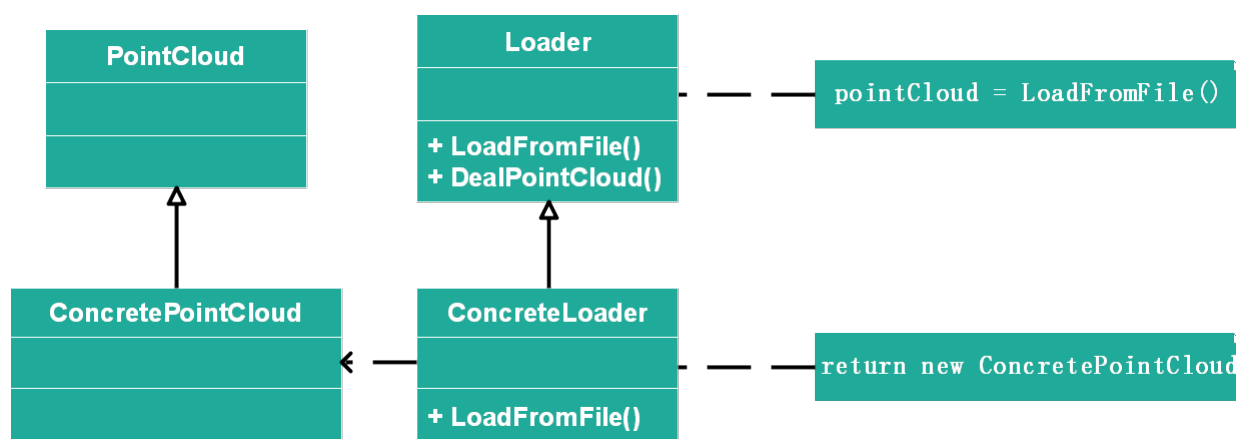 PointCloud
Loader
+ LoadFromFile()
+ DealPointCloud()
pointCloud = LoadFromFile()
ConcretePointCloud
ConcreteLoader
+ LoadFromFile()
return new ConcretePointCloud